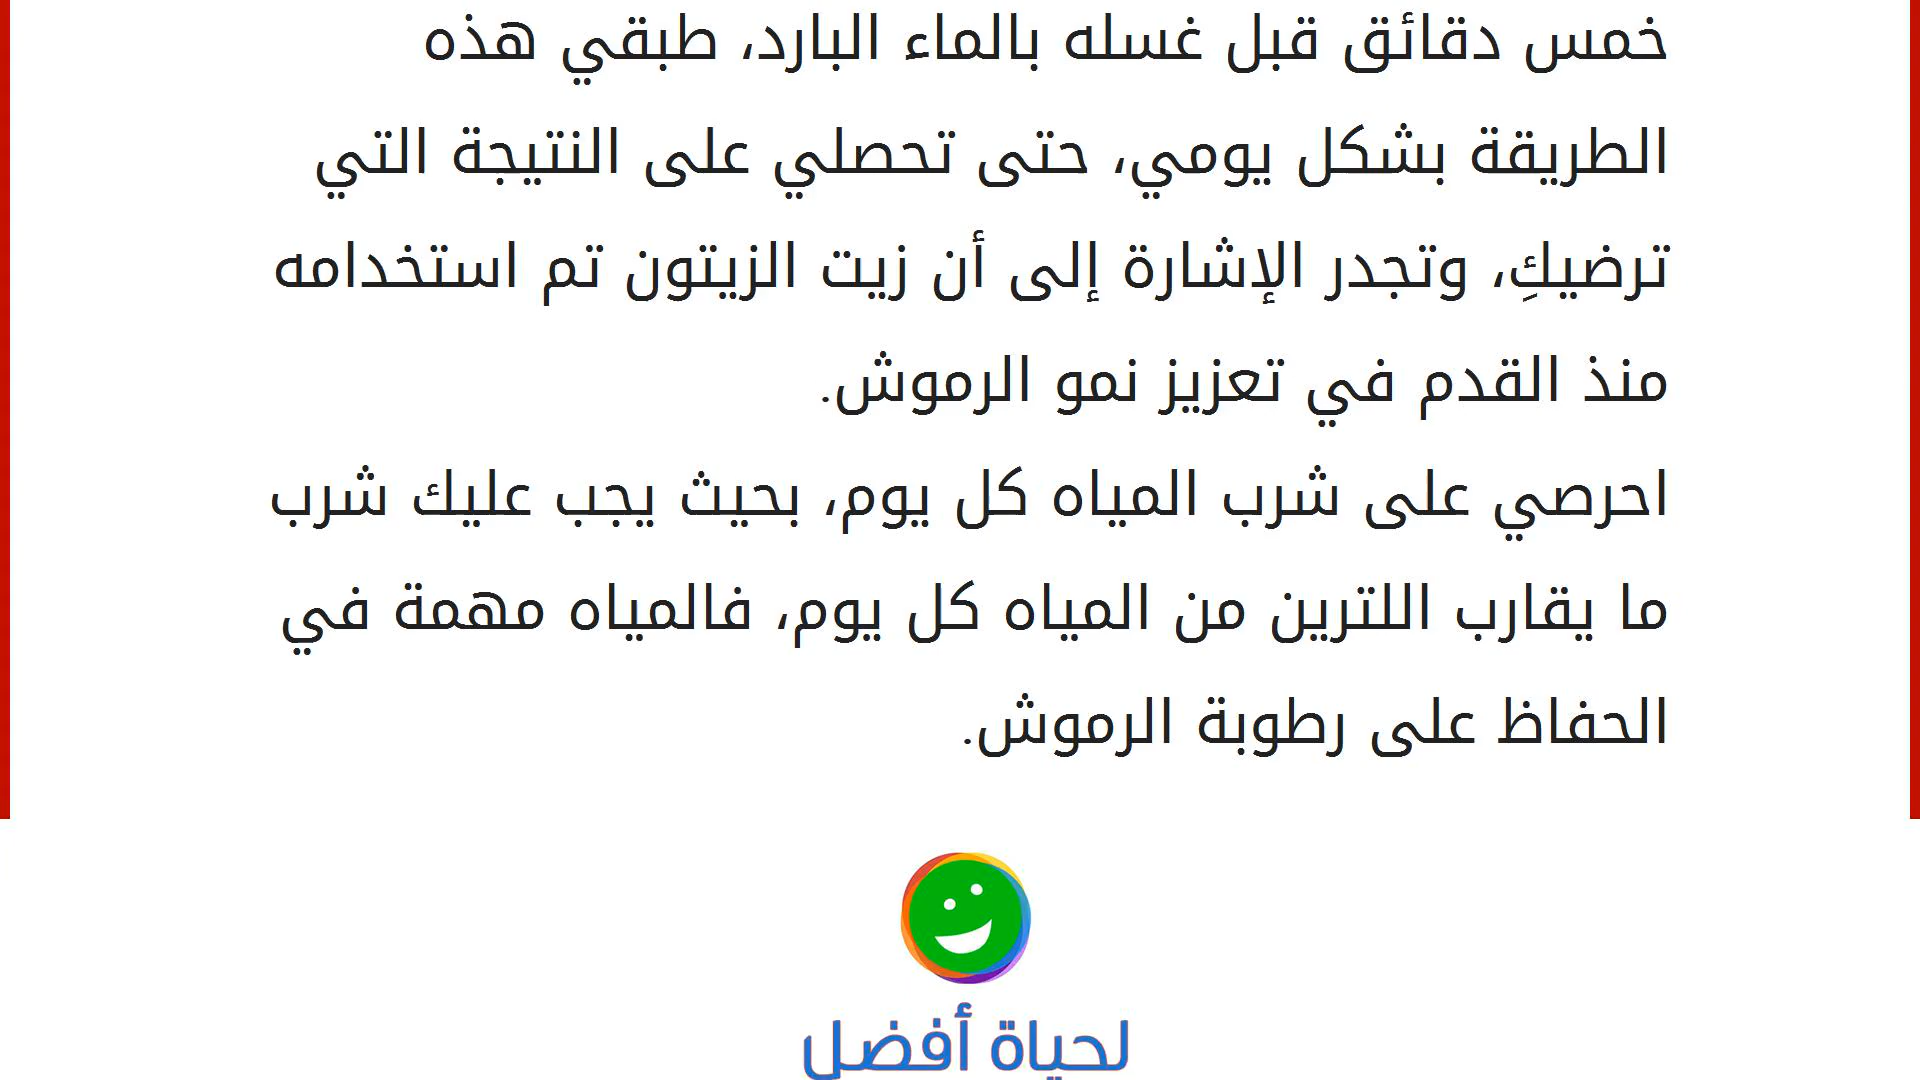 خمس دقائق قبل غسله بالماء البارد، طبقي هذه
الطريقة بشكل يومي، حتى تحصلي على النتيجة التي
ترضيكِ، وتجدر الإشارة إلى أن زيت الزيتون تم استخدامه
منذ القدم في تعزيز نمو الرموش.
احرصي على شرب المياه كل يوم، بحيث يجب عليك شرب
ما يقارب اللترين من المياه كل يوم، فالمياه مهمة في
الحفاظ على رطوبة الرموش.
لحياة أفضل